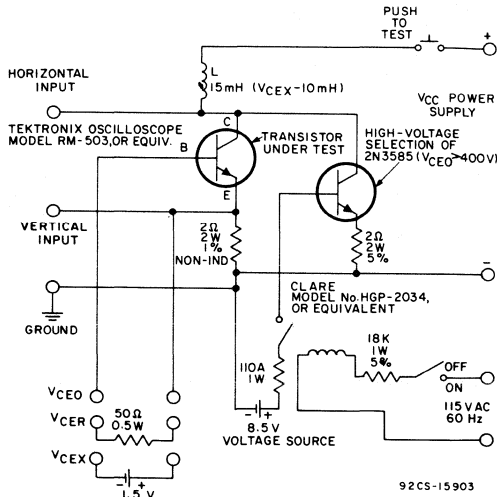 PUSH
TO
TEST
+
L
15mH (VCEX-10mH)
HORIZONTAL
INPUT
C
VCC POWER
SUPPLY
TEKTRONIX OSCILLOSCOPE
MODEL RM-503,OR EQUIV.
B
TRANSISTOR
UNDER TEST
HIGH-VOLTAGE
SELECTION OF
2N3585 (VCEO>400V)
E
VERTICAL
INPUT
2Ω
2W
1%
NON-IND
2Ω
2W
5%
-
GROUND
CLARE
MODEL No.HGP-2034,
OR EQUIVALENT
18K
1W
5%
OFF
ON
110A
1W
VCEO
VCER
50Ω
0.5W
- +
8.5V
VOLTAGE SOURCE
115VAC
60 Hz
VCEX
- +
1.5 V
92CS-15903